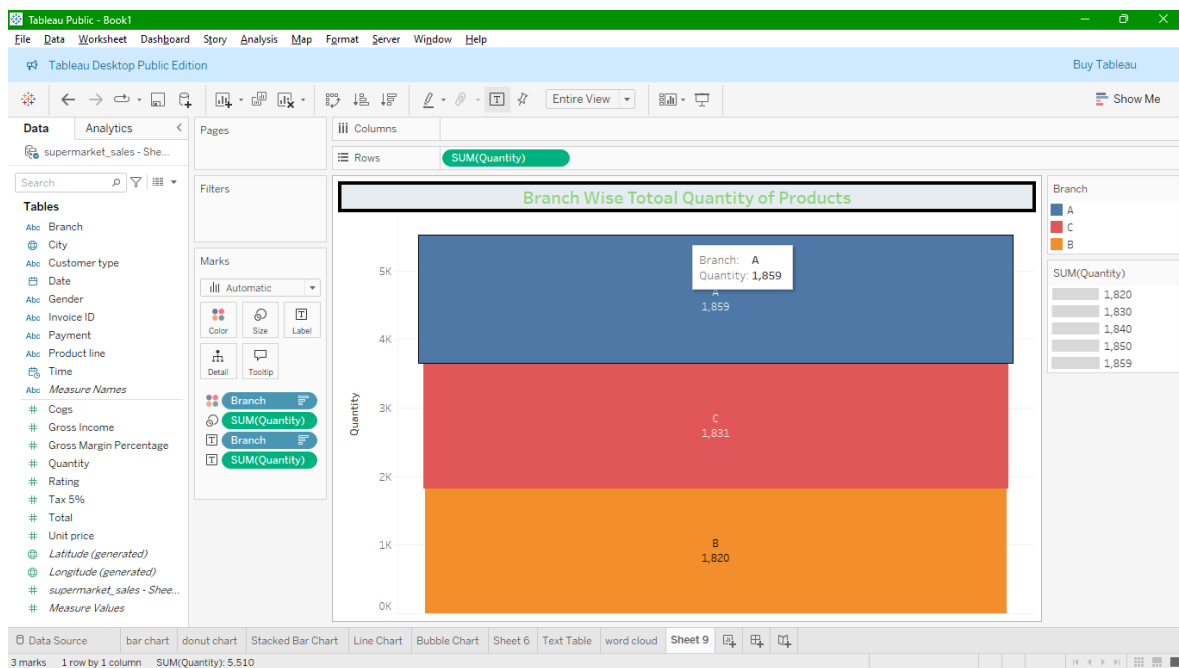 Tableau Public - Book1
File Data Worksheet Dashboard Story Analysis Map Format Server Window Help
Tableau Desktop Public Edition
Buy Tableau
Entire View
Show Me
Data Analytics
supermarket_sales - She...
Search
Tables
Abc Branch
City
Abc Customer type
Date
Abc Gender
Abc Invoice ID
Abc Payment
Abc Product line
Time
Abc Measure Names
# Cogs
# Gross Income
# Gross Margin Percentage
# Quantity
# Rating
# Tax 5%
# Total
# Unit price
Latitude (generated)
Longitude (generated)
# supermarket_sales - Shee...
# Measure Values
Pages
Filters
Marks
Automatic
Color Size Label
Detail Tooltip
Branch
SUM(Quantity)
Branch
SUM(Quantity)
Columns
Rows SUM(Quantity)
Branch Wise Totoal Quantity of Products
Quantity
5K
4K
3K
2K
1K
0K
Branch: A
Quantity: 1,859
A
1,859
C
1,831
B
1,820
Branch
A
C
B
SUM(Quantity)
1,820
1,830
1,840
1,850
1,859
Data Source bar chart donut chart Stacked Bar Chart Line Chart Bubble Chart Sheet 6 Text Table word cloud Sheet 9
3 marks 1 row by 1 column SUM(Quantity): 5,510